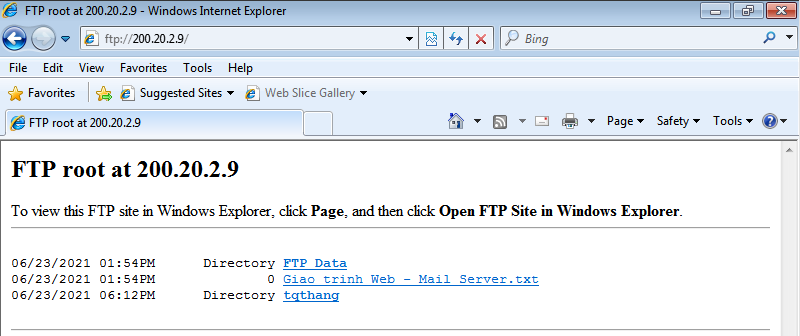 FTP root at 200.20.2.9 - Windows Internet Explorer
ftp://200.20.2.9/
Bing
File Edit View Favorites Tools Help
Favorites Suggested Sites Web Slice Gallery
FTP root at 200.20.2.9 Page Safety Tools
FTP root at 200.20.2.9
To view this FTP site in Windows Explorer, click Page, and then click Open FTP Site in Windows Explorer.
06/23/2021 01:54PM Directory FTP Data
06/23/2021 01:54PM 0 Giao trinh Web - Mail Server.txt
06/23/2021 06:12PM Directory tqthang